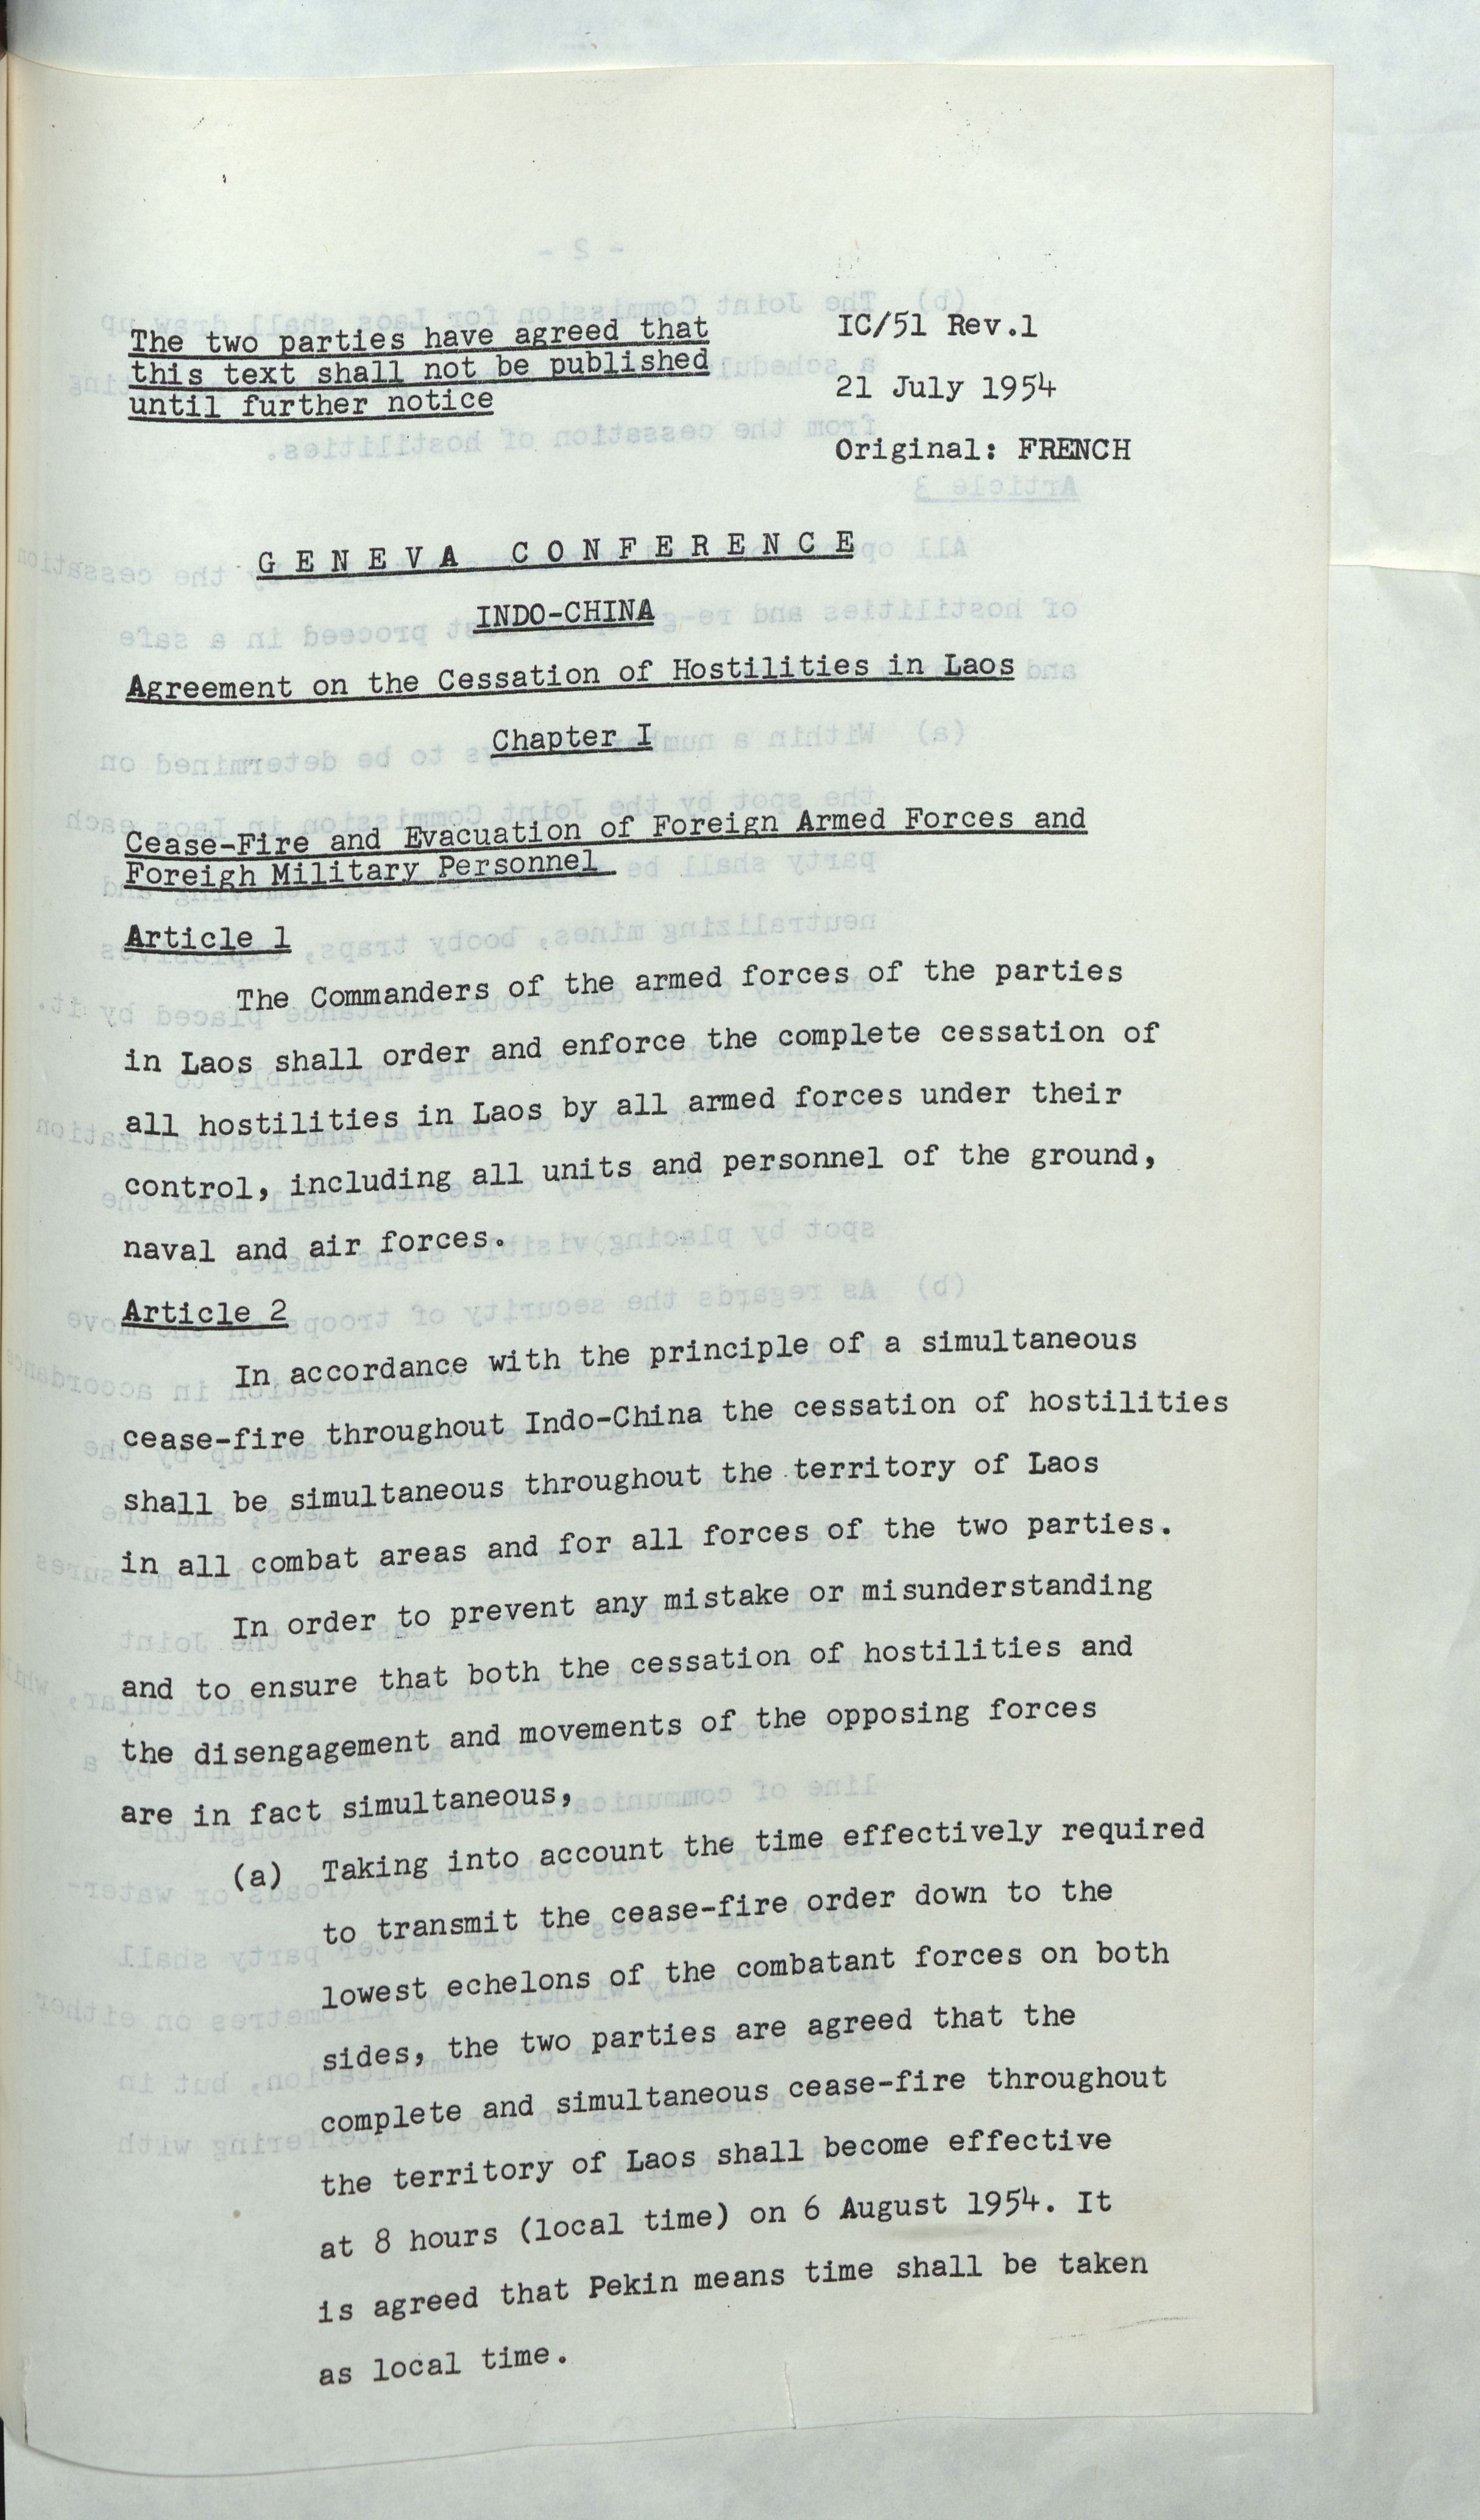 The two parties have agreed that
this text shall not be published
until further notice
IC/51 Rev.1
21 July 1954
Original: FRENCH
GENEVA CONFERENCE
INDO-CHINA
Agreement on the Cessation of Hostilities in Laos
Chapter I
Cease-Fire and Evacuation of Foreign Armed Forces and
Foreigh Military Personnel
Article 1
The Commanders of the armed forces of the parties
in Laos shall order and enforce the complete cessation of
all hostilities in Laos by all armed forces under their
control, including all units and personnel of the ground,
naval and air forces.
Article 2
In accordance with the principle of a simultaneous
cease-fire throughout Indo-China the cessation of hostilities
shall be simultaneous throughout the territory of Laos
in all combat areas and for all forces of the two parties.
In order to prevent any mistake or misunderstanding
and to ensure that both the cessation of hostilities and
the disengagement and movements of the opposing forces
are in fact simultaneous,
(a) Taking into account the time effectively required
to transmit the cease-fire order down to the
lowest echelons of the combatant forces on both
sides, the two parties are agreed that the
complete and simultaneous cease-fire throughout
the territory of Laos shall become effective
at 8 hours (local time) on 6 August 1954. It
is agreed that Pekin means time shall be taken
as local time.